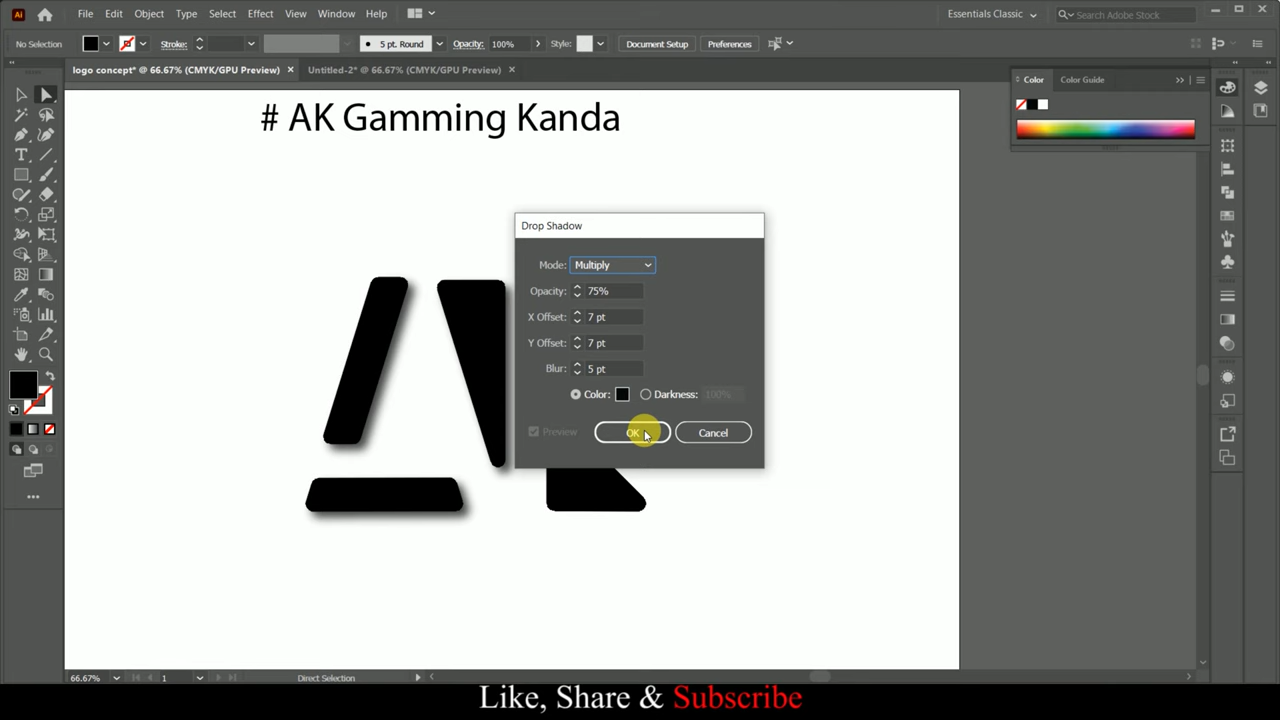 Ai File Edit Object Type Select Effect View Window Help Essentials Classic Search Adobe Stock
No Selection Stroke: 5 pt. Round Opacity: 100% Style: Document Setup Preferences
logo concept* @ 66.67% (CMYK/GPU Preview) × Untitled-2* @ 66.67% (CMYK/GPU Preview) ×
Color Color Guide
# AK Gamming Kanda
Drop Shadow
Mode: Multiply
Opacity: 75%
X Offset: 7 pt
Y Offset: 7 pt
Blur: 5 pt
Color: Darkness: 100%
Preview OK Cancel
66.67% 1 Direct Selection
Like, Share & Subscribe